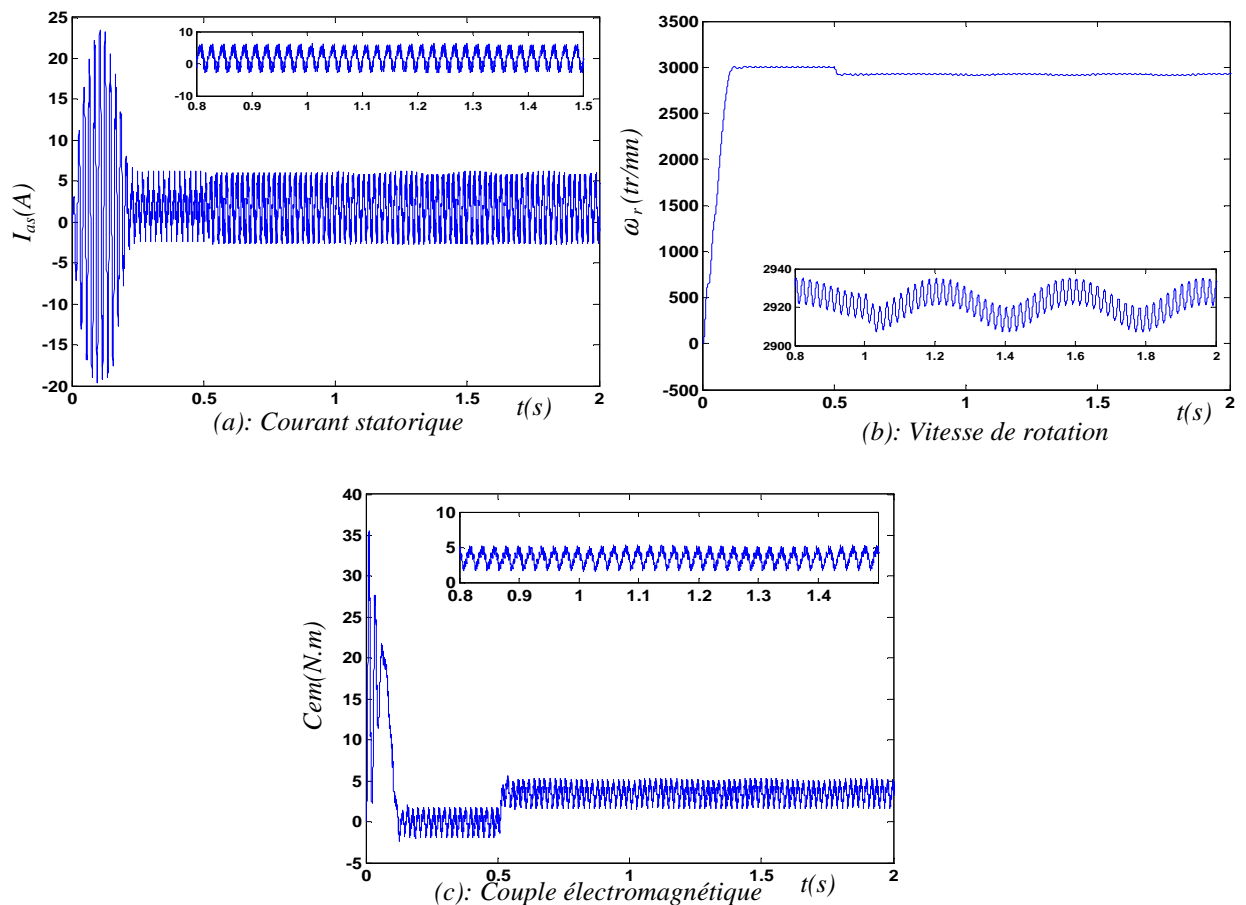 25
20
15
10
5
0
-5
-10
-15
-20
I_as(A)
0 0.5 1 1.5 2
t(s)
10
0
-10
0.8 0.9 1 1.1 1.2 1.3 1.4 1.5
(a): Courant statorique
3500
3000
2500
2000
1500
1000
500
0
-500
ω_r (tr/mn)
2940
2920
2900
0.8 1 1.2 1.4 1.6 1.8 2
0 0.5 1 1.5 2
t(s)
(b): Vitesse de rotation
40
35
30
25
20
15
10
5
0
-5
Cem(N.m)
10
5
0
0.8 0.9 1 1.1 1.2 1.3 1.4
0 0.5 1 1.5 2
t(s)
(c): Couple électromagnétique